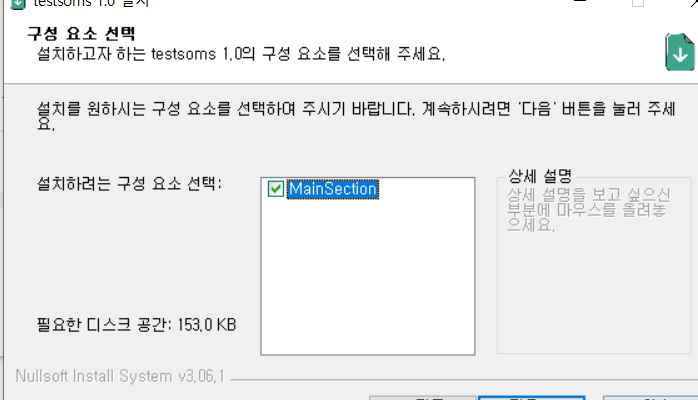 testsoms 1.0 설치
구성 요소 선택
설치하고자 하는 testsoms 1.0의 구성 요소를 선택해 주세요.
설치를 원하시는 구성 요소를 선택하여 주시기 바랍니다. 계속하시려면 '다음' 버튼을 눌러 주세
요.
설치하려는 구성 요소 선택:
MainSection
상세 설명
상세 설명을 보고 싶으신
부분에 마우스를 올려놓
으세요.
필요한 디스크 공간: 153.0 KB
Nullsoft Install System v3.06.1